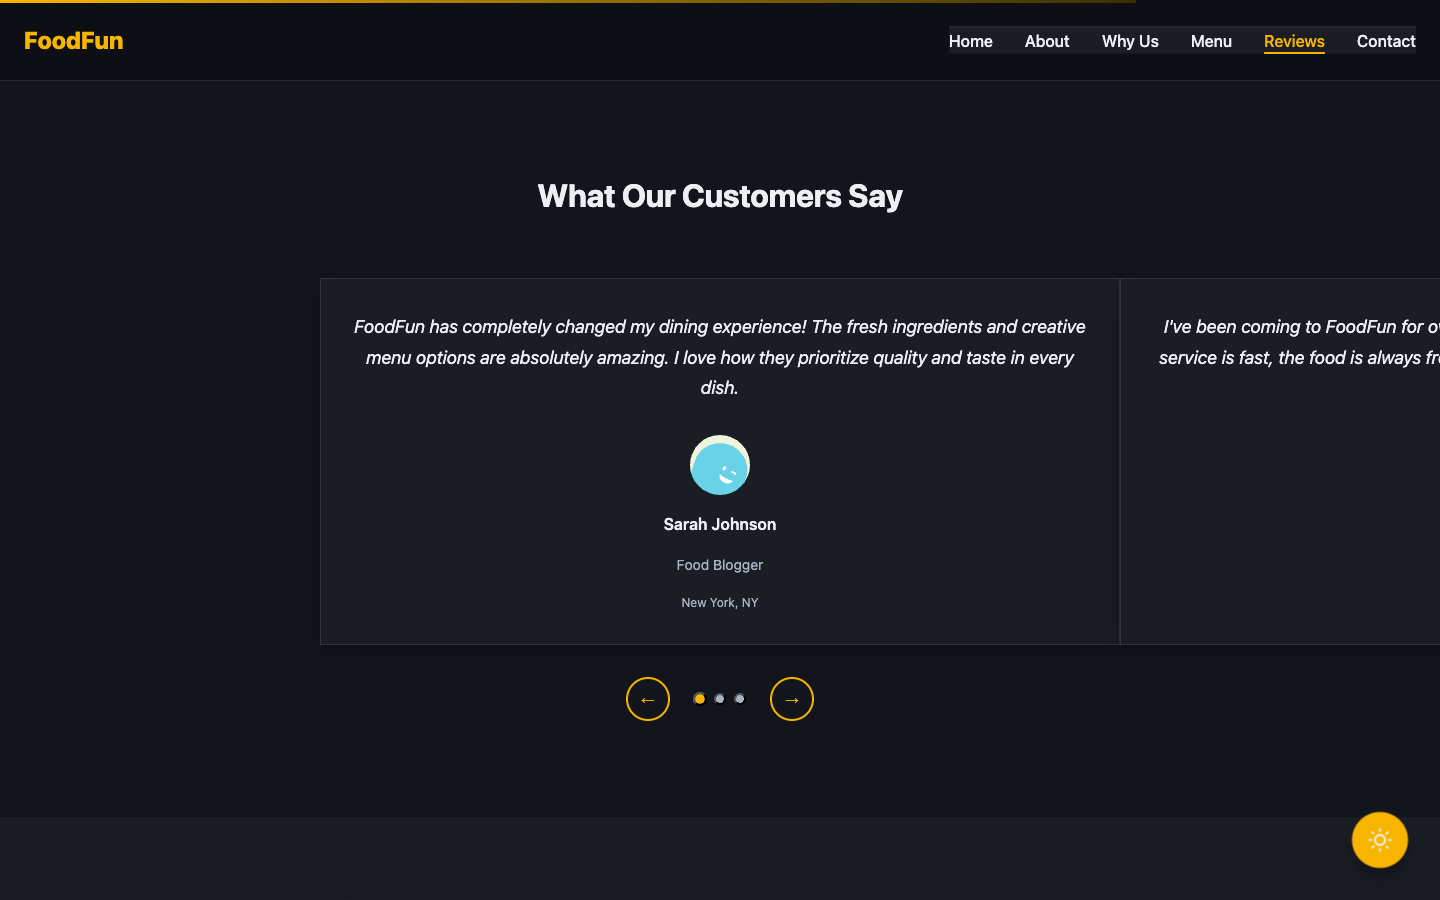 FoodFun
Home
About
Why Us
Menu
Reviews
Contact
What Our Customers Say
FoodFun has completely changed my dining experience! The fresh ingredients and creative
menu options are absolutely amazing. I love how they prioritize quality and taste in every
dish.
Sarah Johnson
Food Blogger
New York, NY
I've been coming to FoodFun for
service is fast, the food is always
← →